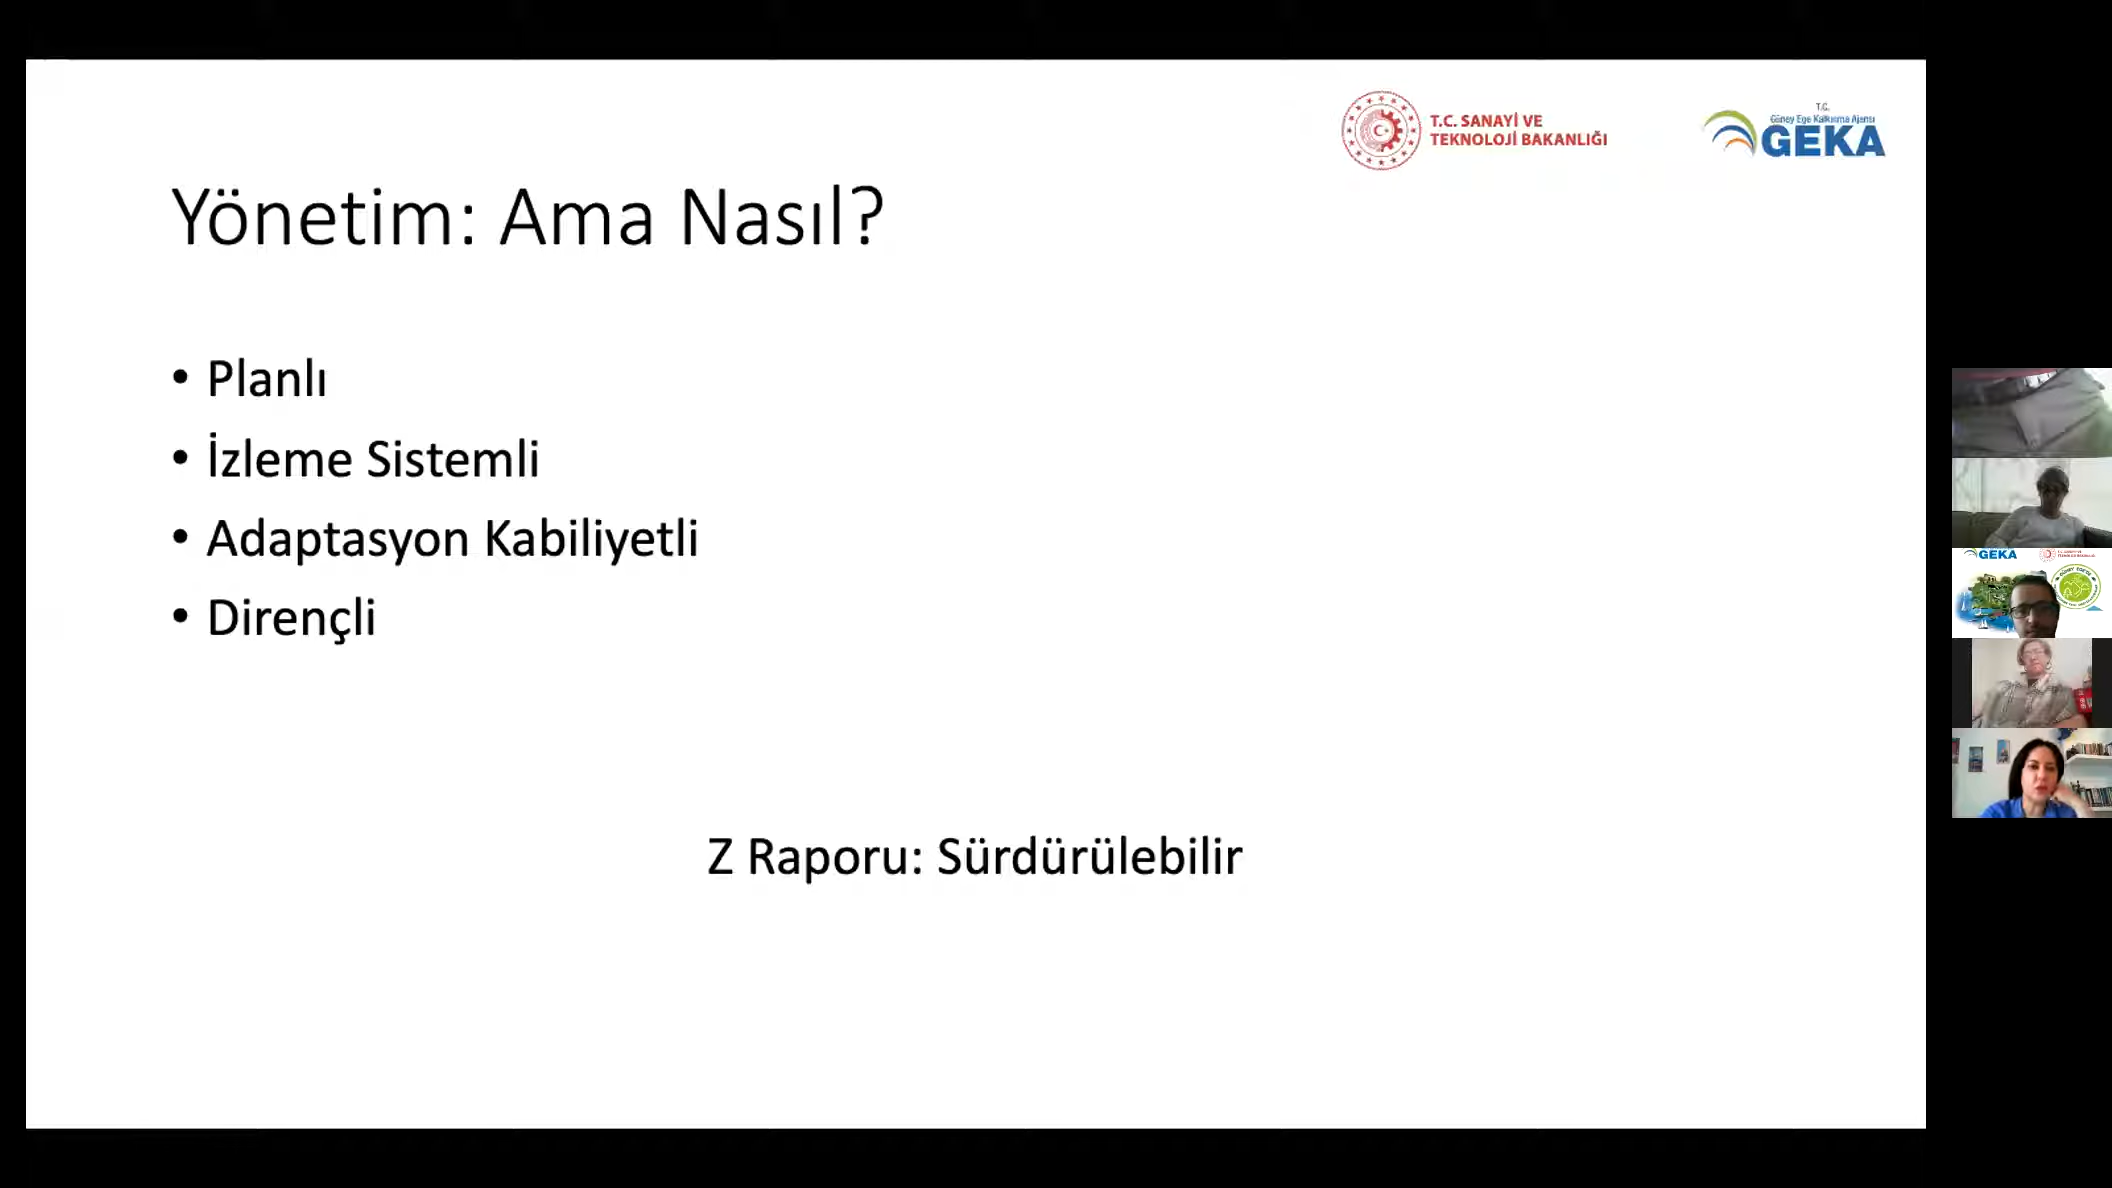 T.C. SANAYİ VE
TEKNOLOJİ BAKANLIĞI
T.C.
Güney Ege Kalkınma Ajansı
GEKA
Yönetim: Ama Nasıl?
• Planlı
• İzleme Sistemli
• Adaptasyon Kabiliyetli
• Dirençli
Z Raporu: Sürdürülebilir
GEKA